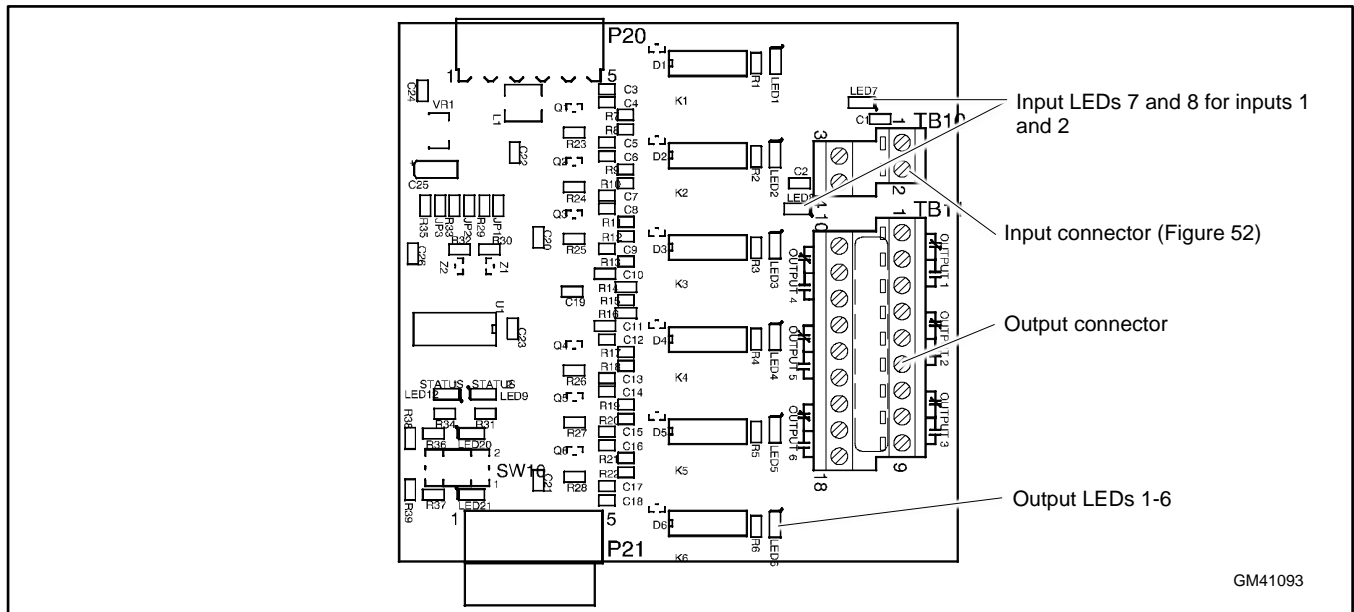 P20
1
5
C24
VR1
L1
Q1
C3
C4
R7
R8
R23
C5
C6
C22
Q2
R9
R10
C25
R24
C7
C8
Q3
R35
JP3
R33
JP2
R29
JP1
R12
C20
R25
C9
R32
R30
R13
C26
Z2
Z1
C10
R14
C19
R15
R16
U1
C23
C11
C12
Q4
R17
R18
R26
C13
C14
STATUS
LED12
LED9
Q5
R19
R20
R34
R31
R38
R27
C15
C16
R36
LED20
Q6
R21
2
R22
SW10
1
C21
R28
C17
R37
LED21
C18
R39
1
5
P21
D1
K1
R1
LED1
D2
K2
R2
LED2
D3
K3
R3
LED3
D4
K4
R4
LED4
D5
K5
R5
LED5
D6
K6
R6
LED6
LED7
C1
1
3
2
C2
10
1
OUTPUT 4
OUTPUT 1
OUTPUT 5
OUTPUT 2
OUTPUT 6
OUTPUT 3
18
9
Input LEDs 7 and 8 for inputs 1
and 2
Input connector (Figure 52)
Output connector
Output LEDs 1-6
GM41093